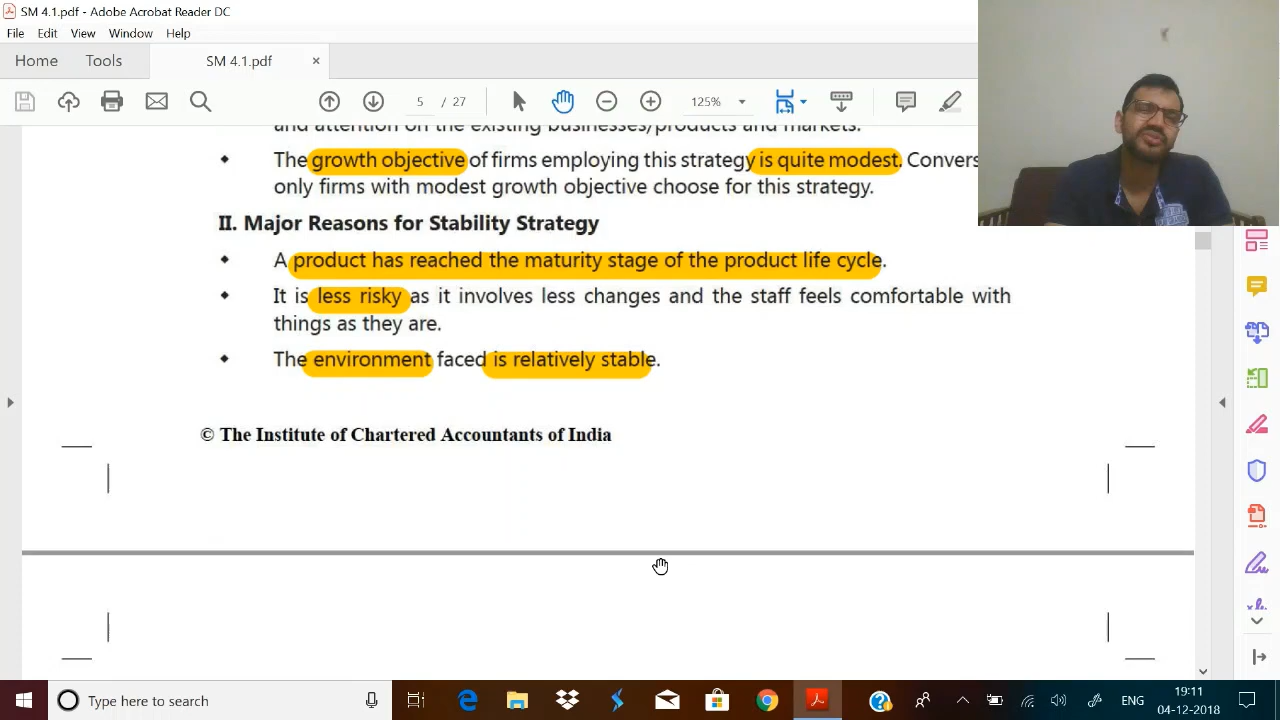 SM 4.1.pdf - Adobe Acrobat Reader DC
File Edit View Window Help
Home Tools SM 4.1.pdf ×
5 / 27 125%
and attention on the existing businesses/products and markets.
The growth objective of firms employing this strategy is quite modest. Convers
only firms with modest growth objective choose for this strategy.
II. Major Reasons for Stability Strategy
A product has reached the maturity stage of the product life cycle.
It is less risky as it involves less changes and the staff feels comfortable with
things as they are.
The environment faced is relatively stable.
© The Institute of Chartered Accountants of India
Type here to search
ENG
19:11
04-12-2018